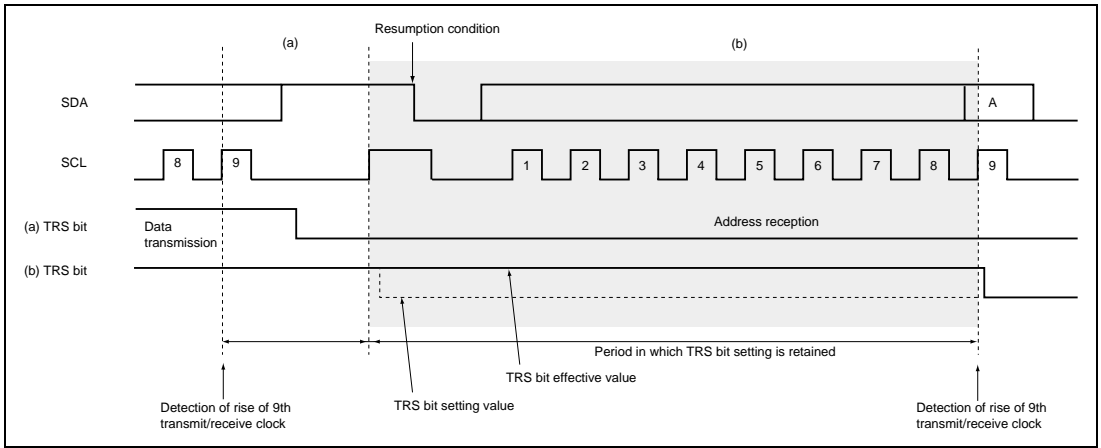 Resumption condition
(a)
(b)
SDA
A
SCL
8
9
1
2
3
4
5
6
7
8
9
(a) TRS bit
Data
transmission
Address reception
(b) TRS bit
Period in which TRS bit setting is retained
TRS bit effective value
TRS bit setting value
Detection of rise of 9th
transmit/receive clock
Detection of rise of 9th
transmit/receive clock